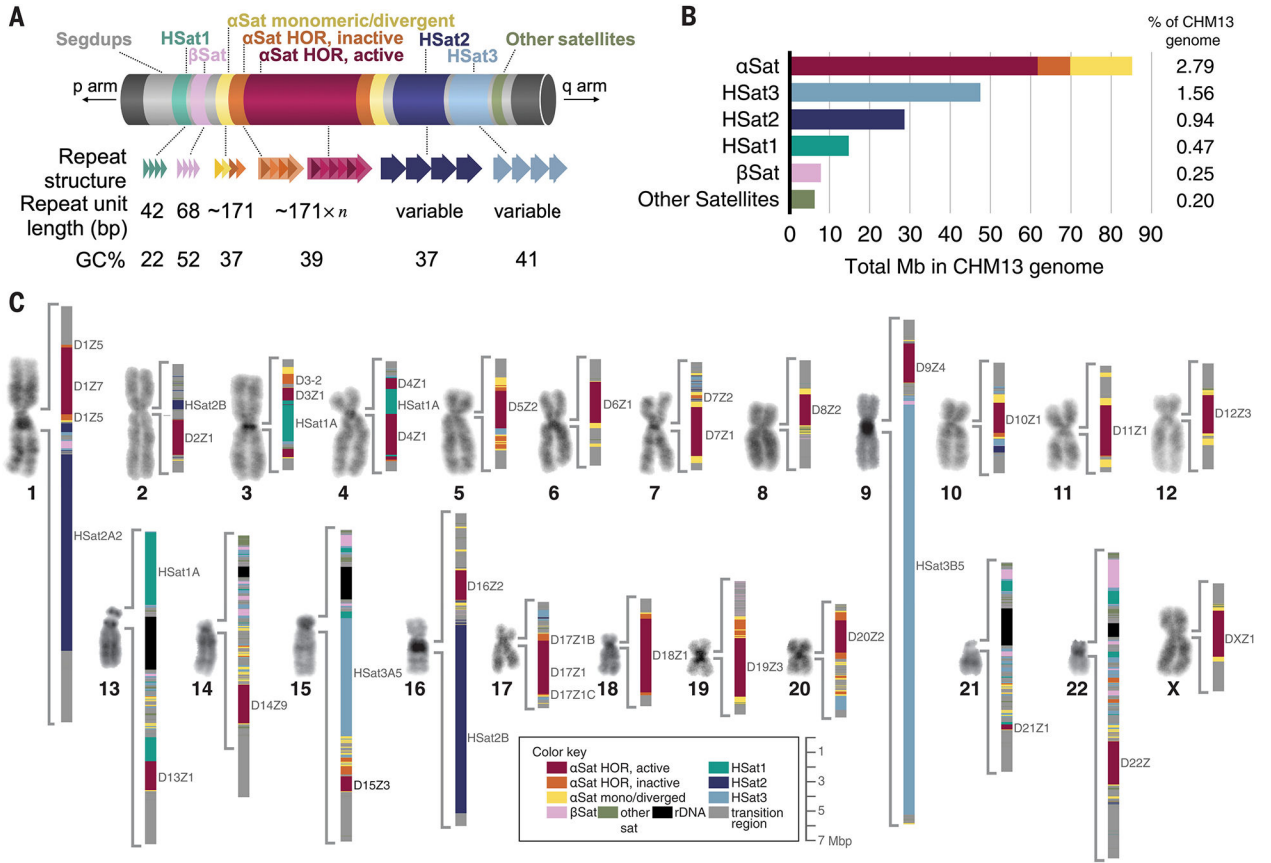 A
Segdups
HSat1
βSat
αSat monomeric/divergent
αSat HOR, inactive
αSat HOR, active
HSat2
HSat3
Other satellites
p arm
q arm
Repeat structure
Repeat unit length (bp)
42 68 ~171 ~171×n variable variable
GC% 22 52 37 39 37 41
B
% of CHM13 genome
αSat 2.79
HSat3 1.56
HSat2 0.94
HSat1 0.47
βSat 0.25
Other Satellites 0.20
0 10 20 30 40 50 60 70 80 90
Total Mb in CHM13 genome
C
D1Z5
D1Z7
D1Z5
HSat2A2
1
HSat2B
D2Z1
2
D3-2
D3Z1
HSat1A
3
D4Z1
HSat1A
D4Z1
4
D5Z2
5
D6Z1
6
D7Z2
D7Z1
7
D8Z2
8
D9Z4
HSat3B5
9
D10Z1
10
D11Z1
11
D12Z3
12
HSat1A
D13Z1
13
D14Z9
14
HSat3A5
D15Z3
15
D16Z2
HSat2B
16
D17Z1B
D17Z1
D17Z1C
17
D18Z1
18
D19Z3
19
D20Z2
20
D21Z1
21
D22Z
22
DXZ1
X
Color key
αSat HOR, active
αSat HOR, inactive
αSat mono/diverged
βSat
other sat
rDNA
HSat1
HSat2
HSat3
transition region
1
3
5
7 Mbp